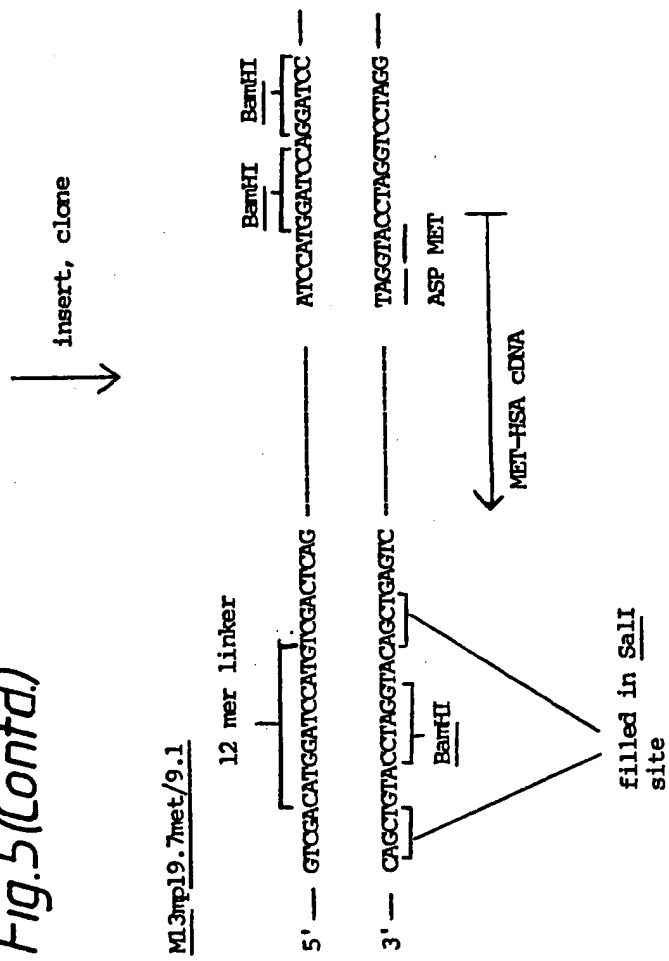 Fig.5(Contd.)
insert, clone
M13mp19.7met/9.1
12 mer linker
BamHI BamHI
5' — GTCGACATGGATCCATGTCGACTCAG ---------- ATCCATGGATCCAGGATCC —
3' — CAGCTGTACCTAGGTACAGCTGAGTC ---------- TAGGTACCTAGGTCCTAGG —
BamHI
ASP MET
MET-HSA cDNA
filled in SalI
site